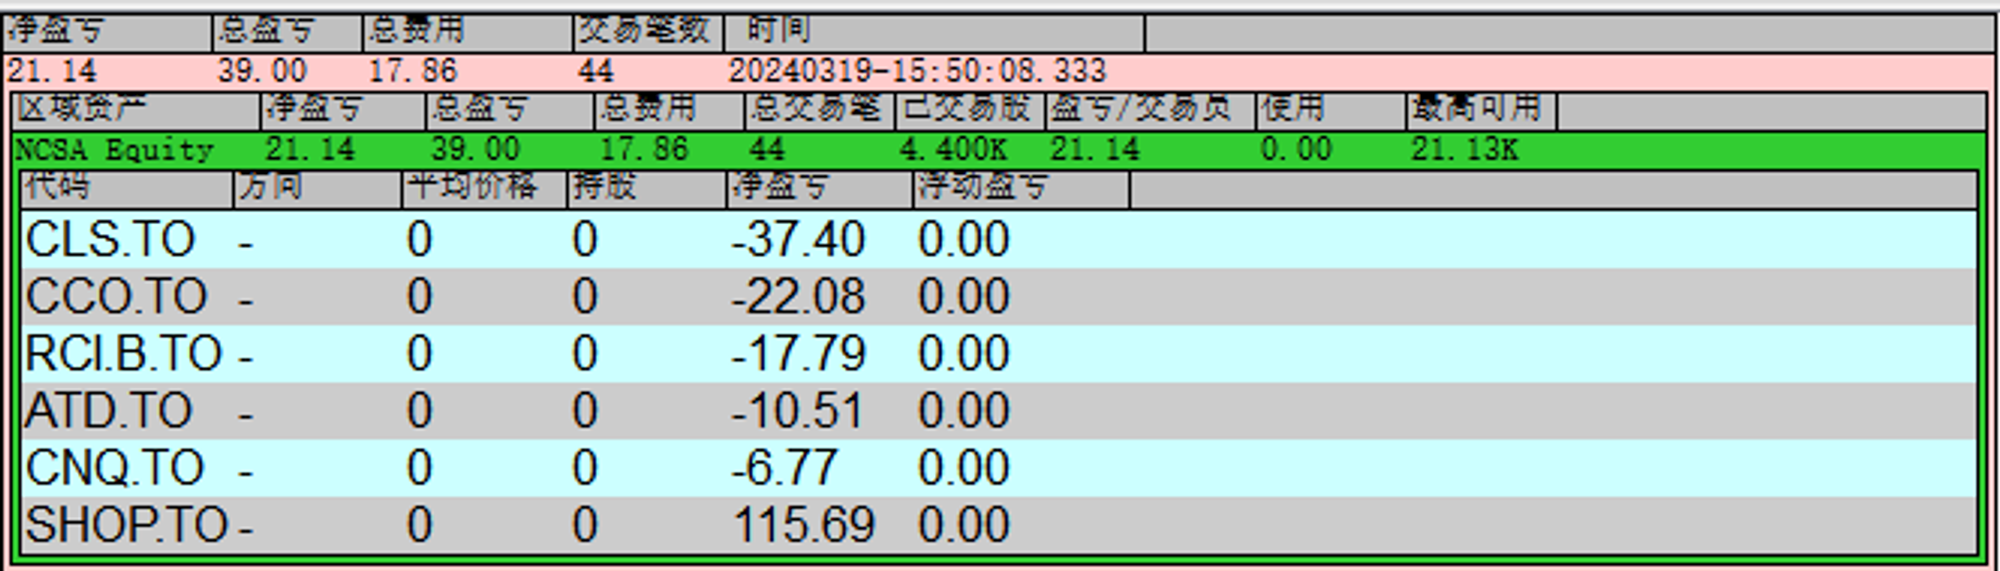 净盈亏 总盈亏 总费用 交易笔数 时间
21.14 39.00 17.86 44 20240319-15:50:08.333
区域资产 净盈亏 总盈亏 总费用 总交易笔 已交易股 盈亏/交易员 使用 最高可用
NCSA Equity 21.14 39.00 17.86 44 4.400K 21.14 0.00 21.13K
代码 方向 平均价格 持股 净盈亏 浮动盈亏
CLS.TO - 0 0 -37.40 0.00
CCO.TO - 0 0 -22.08 0.00
RCI.B.TO - 0 0 -17.79 0.00
ATD.TO - 0 0 -10.51 0.00
CNQ.TO - 0 0 -6.77 0.00
SHOP.TO - 0 0 115.69 0.00